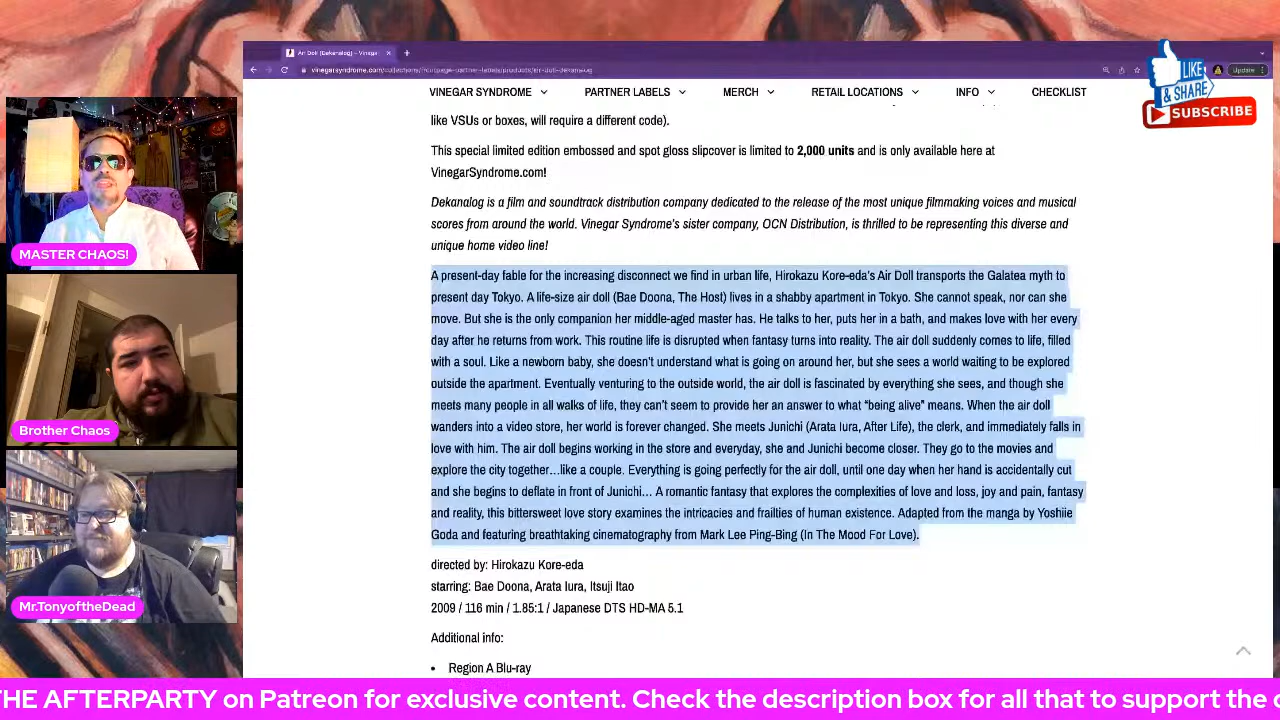 Air Doll (Dekanalog) – Vinega
vinegarsyndrome.com/collections/frontpage-partner-labels/products/air-doll-dekanalog
Update
LIKE
& SHARE
SUBSCRIBE
VINEGAR SYNDROME
PARTNER LABELS
MERCH
RETAIL LOCATIONS
INFO
CHECKLIST
like VSUs or boxes, will require a different code).
This special limited edition embossed and spot gloss slipcover is limited to 2,000 units and is only available here at
VinegarSyndrome.com!
Dekanalog is a film and soundtrack distribution company dedicated to the release of the most unique filmmaking voices and musical
scores from around the world. Vinegar Syndrome's sister company, OCN Distribution, is thrilled to be representing this diverse and
unique home video line!
A present-day fable for the increasing disconnect we find in urban life, Hirokazu Kore-eda's Air Doll transports the Galatea myth to
present day Tokyo. A life-size air doll (Bae Doona, The Host) lives in a shabby apartment in Tokyo. She cannot speak, nor can she
move. But she is the only companion her middle-aged master has. He talks to her, puts her in a bath, and makes love with her every
day after he returns from work. This routine life is disrupted when fantasy turns into reality. The air doll suddenly comes to life, filled
with a soul. Like a newborn baby, she doesn't understand what is going on around her, but she sees a world waiting to be explored
outside the apartment. Eventually venturing to the outside world, the air doll is fascinated by everything she sees, and though she
meets many people in all walks of life, they can't seem to provide her an answer to what "being alive" means. When the air doll
wanders into a video store, her world is forever changed. She meets Junichi (Arata Iura, After Life), the clerk, and immediately falls in
love with him. The air doll begins working in the store and everyday, she and Junichi become closer. They go to the movies and
explore the city together…like a couple. Everything is going perfectly for the air doll, until one day when her hand is accidentally cut
and she begins to deflate in front of Junichi… A romantic fantasy that explores the complexities of love and loss, joy and pain, fantasy
and reality, this bittersweet love story examines the intricacies and frailties of human existence. Adapted from the manga by Yoshiie
Goda and featuring breathtaking cinematography from Mark Lee Ping-Bing (In The Mood For Love).
directed by: Hirokazu Kore-eda
starring: Bae Doona, Arata Iura, Itsuji Itao
2009 / 116 min / 1.85:1 / Japanese DTS HD-MA 5.1
Additional info:
• Region A Blu-ray
MASTER CHAOS!
Brother Chaos
Mr.TonyoftheDead
THE AFTERPARTY on Patreon for exclusive content. Check the description box for all that to support the